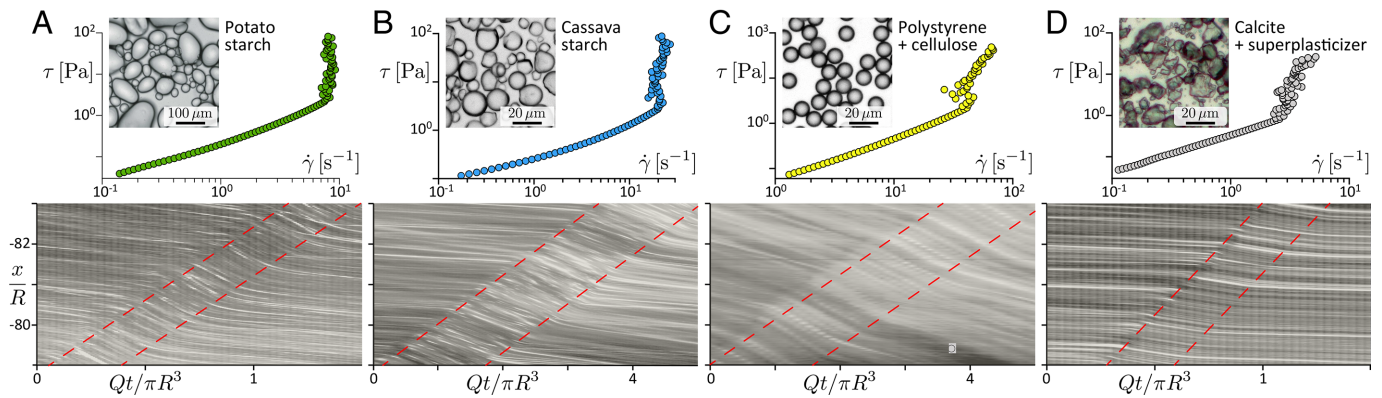 A
Potato
starch
10²
τ [Pa]
10⁰
100 μm
γ̇ [s⁻¹]
10⁻¹
10⁰
10¹
B
Cassava
starch
10²
τ [Pa]
10⁰
20 μm
γ̇ [s⁻¹]
10⁻¹
10⁰
10¹
C
Polystyrene
+ cellulose
10³
τ [Pa]
10⁰
20 μm
γ̇ [s⁻¹]
10⁰
10¹
10²
D
Calcite
+ superplasticizer
10²
τ [Pa]
10⁰
20 μm
γ̇ [s⁻¹]
10⁻¹
10⁰
10¹
-82
x/R
-80
0
Qt/πR³
1
0
Qt/πR³
4
0
Qt/πR³
4
0
Qt/πR³
1